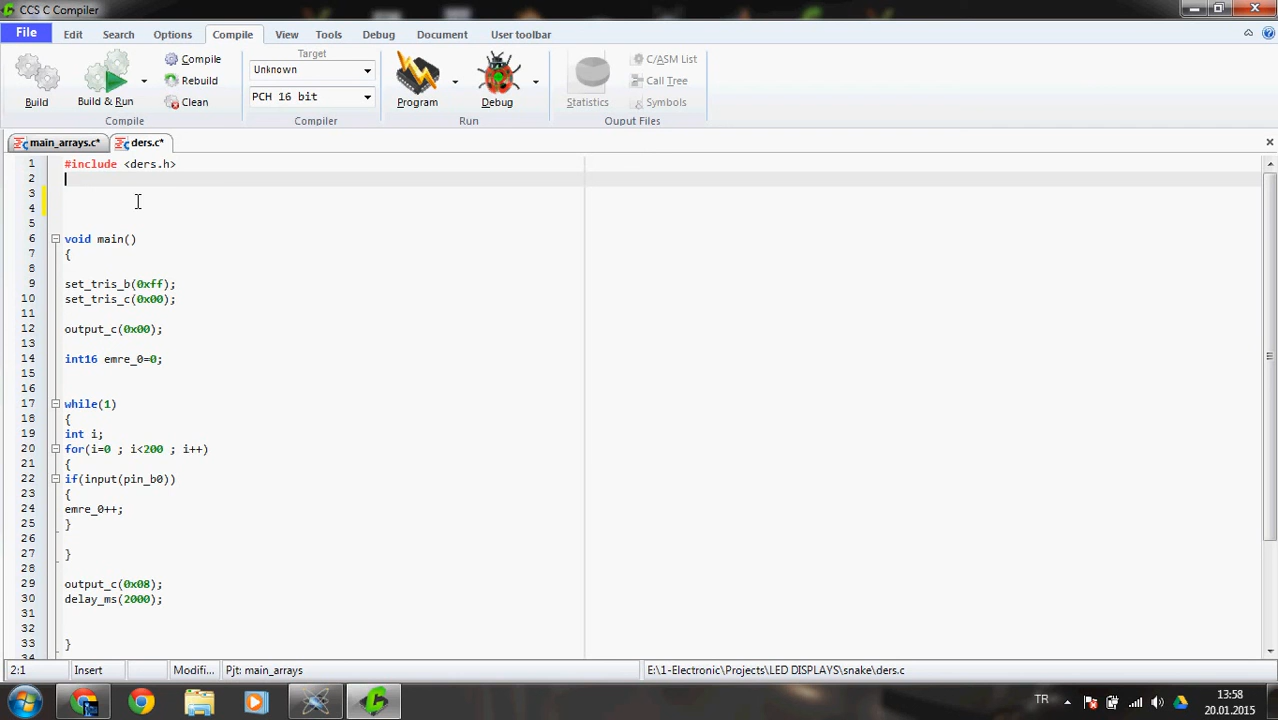 CCS C Compiler
File Edit Search Options Compile View Tools Debug Document User toolbar
Build
Build & Run
Compile
Rebuild
Clean
Compile
Target
Unknown
PCH 16 bit
Compiler
Program
Debug
Run
Statistics
C/ASM List
Call Tree
Symbols
Ouput Files
main_arrays.c* ders.c*
1 #include <ders.h>
2
3
4
5
6 void main()
7 {
8
9 set_tris_b(0xff);
10 set_tris_c(0x00);
11
12 output_c(0x00);
13
14 int16 emre_0=0;
15
16
17 while(1)
18 {
19 int i;
20 for(i=0 ; i<200 ; i++)
21 {
22 if(input(pin_b0))
23 {
24 emre_0++;
25 }
26
27 }
28
29 output_c(0x08);
30 delay_ms(2000);
31
32
33 }
34
2:1 Insert Modifi... Pjt: main_arrays E:\1-Electronic\Projects\LED DISPLAYS\snake\ders.c
TR 13:58
20.01.2015